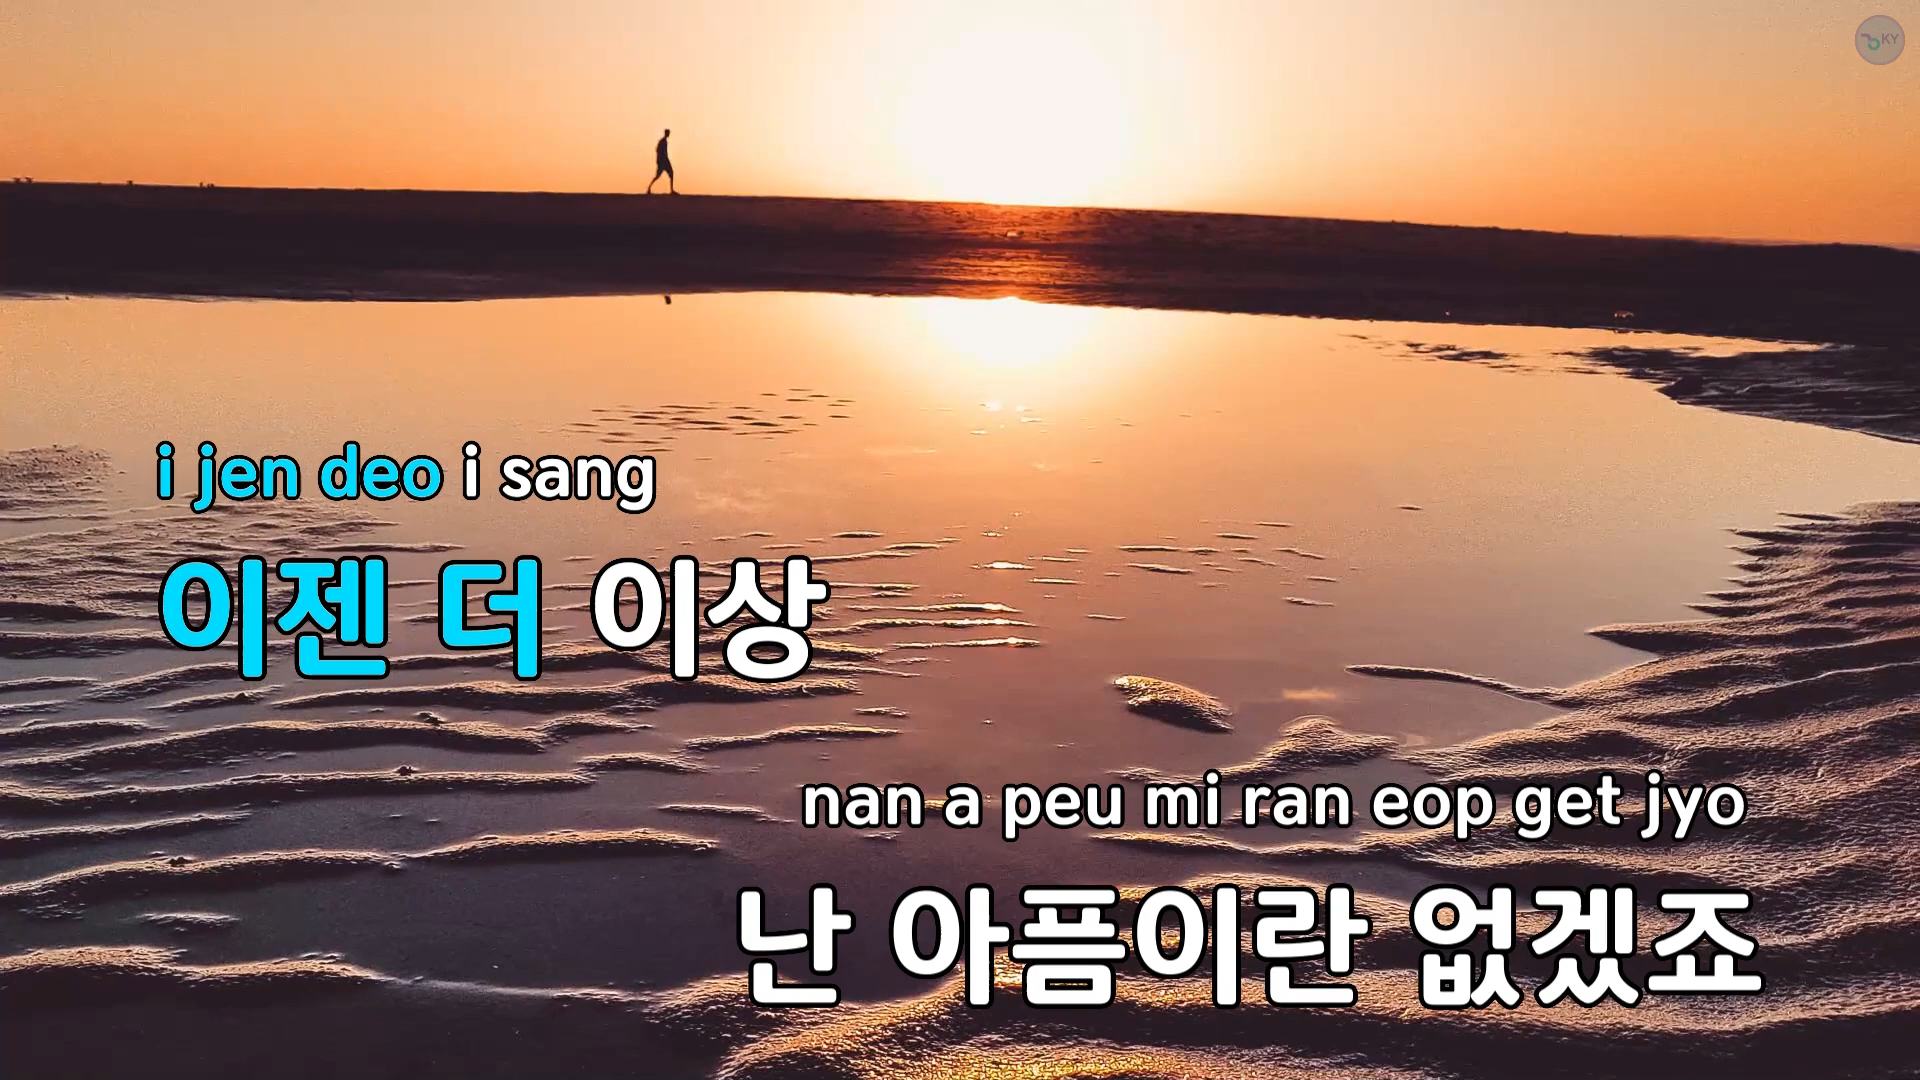 KY
i jen deo i sang
이젠 더 이상
nan a peu mi ran eop get jyo
난 아픔이란 없겠죠